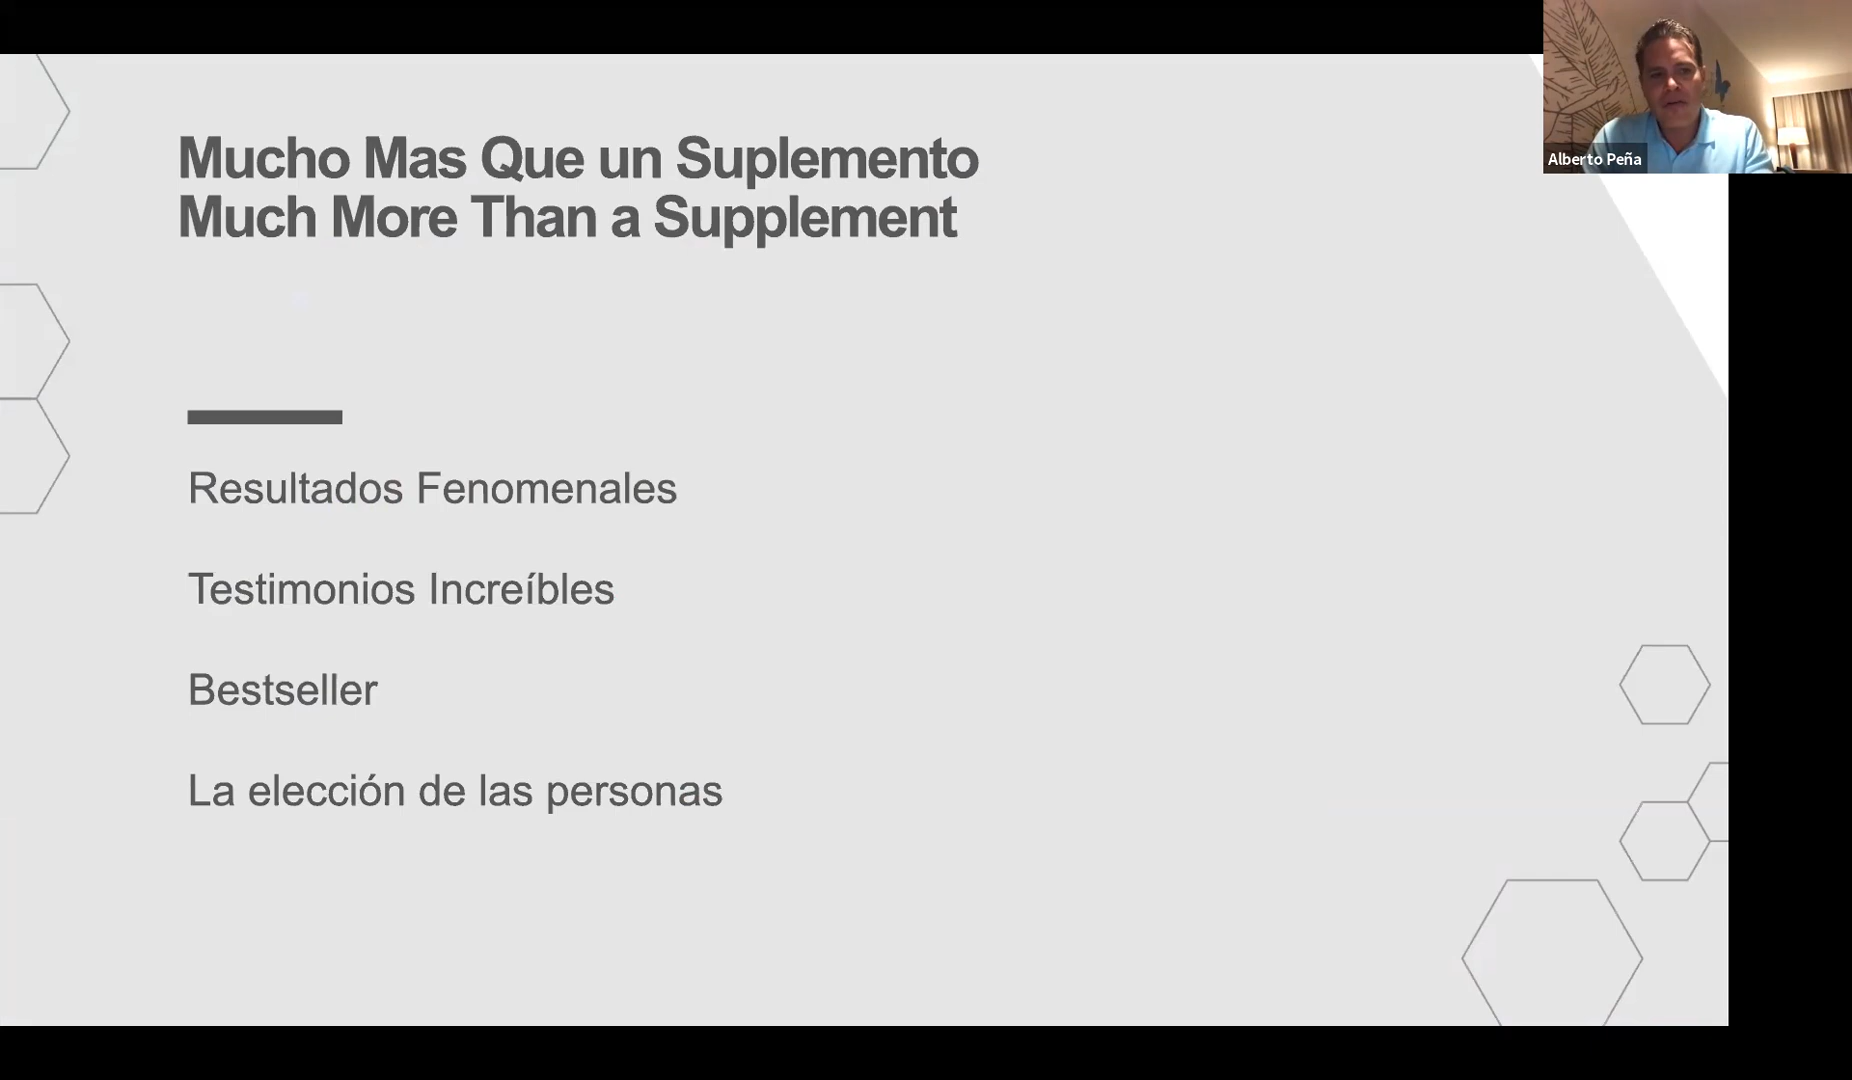 Mucho Mas Que un Suplemento
Much More Than a Supplement
Resultados Fenomenales
Testimonios Increíbles
Bestseller
La elección de las personas
Alberto Peña